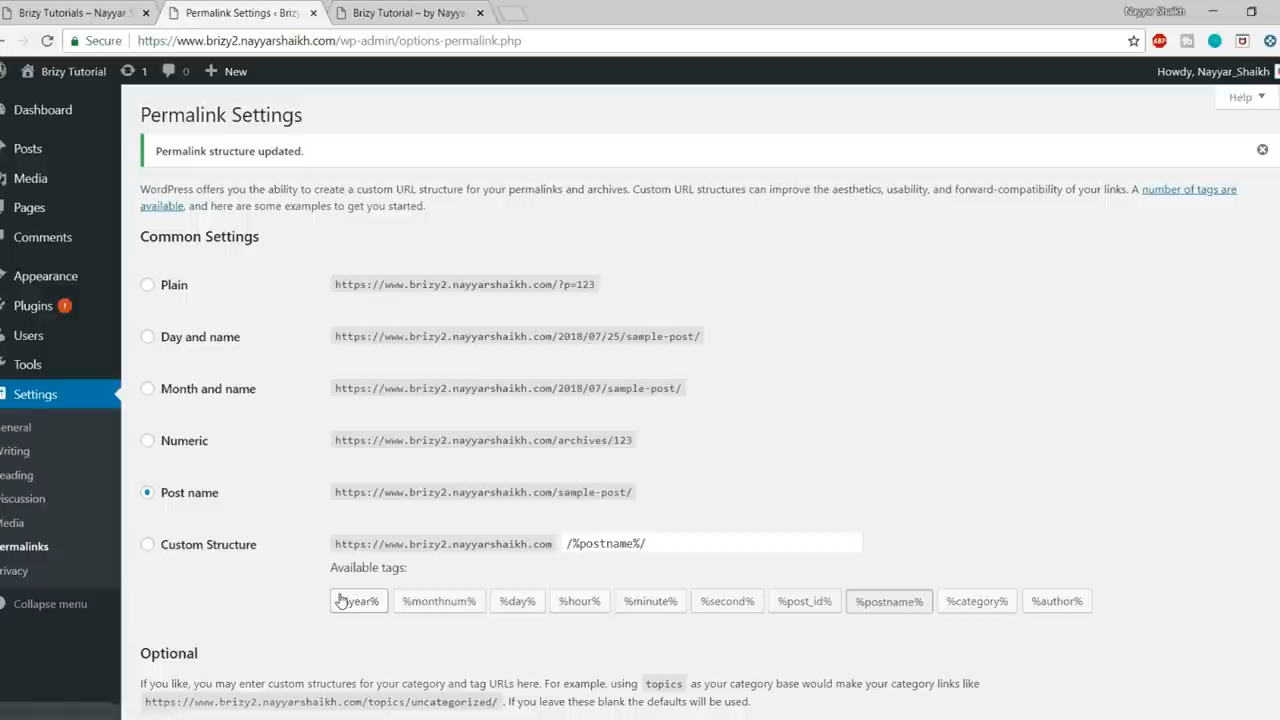 Brizy Tutorials – Nayyar S
Permalink Settings ‹ Briz
Brizy Tutorial – by Nayya
Nayyar Shaikh
Secure
https://www.brizy2.nayyarshaikh.com/wp-admin/options-permalink.php
ABP
Brizy Tutorial
1
0
New
Howdy, Nayyar_Shaikh
Dashboard
Posts
Media
Pages
Comments
Appearance
Plugins
Users
Tools
Settings
eneral
riting
eading
iscussion
edia
ermalinks
rivacy
Collapse menu
Help
Permalink Settings
Permalink structure updated.
WordPress offers you the ability to create a custom URL structure for your permalinks and archives. Custom URL structures can improve the aesthetics, usability, and forward-compatibility of your links. A number of tags are
available, and here are some examples to get you started.
Common Settings
Plain https://www.brizy2.nayyarshaikh.com/?p=123
Day and name https://www.brizy2.nayyarshaikh.com/2018/07/25/sample-post/
Month and name https://www.brizy2.nayyarshaikh.com/2018/07/sample-post/
Numeric https://www.brizy2.nayyarshaikh.com/archives/123
Post name https://www.brizy2.nayyarshaikh.com/sample-post/
Custom Structure https://www.brizy2.nayyarshaikh.com /%postname%/
Available tags:
year% %monthnum% %day% %hour% %minute% %second% %post_id% %postname% %category% %author%
Optional
If you like, you may enter custom structures for your category and tag URLs here. For example, using topics as your category base would make your category links like
https://www.brizy2.nayyarshaikh.com/topics/uncategorized/ . If you leave these blank the defaults will be used.